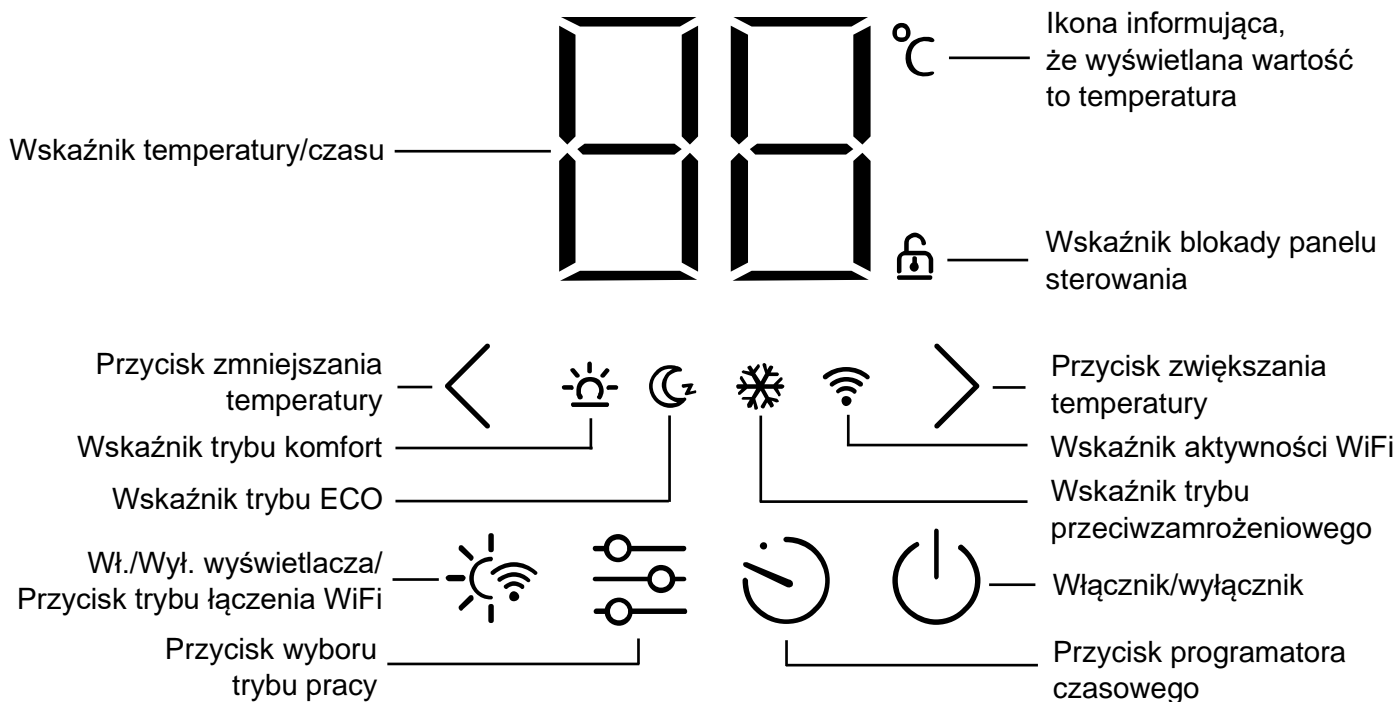 88
°C
Ikona informująca,
że wyświetlana wartość
to temperatura
Wskaźnik temperatury/czasu
Wskaźnik blokady panelu
sterowania
Przycisk zmniejszania
temperatury
Przycisk zwiększania
temperatury
Wskaźnik trybu komfort
Wskaźnik aktywności WiFi
Wskaźnik trybu ECO
Wskaźnik trybu
przeciwzamrożeniowego
Wł./Wył. wyświetlacza/
Przycisk trybu łączenia WiFi
Włącznik/wyłącznik
Przycisk wyboru
trybu pracy
Przycisk programatora
czasowego